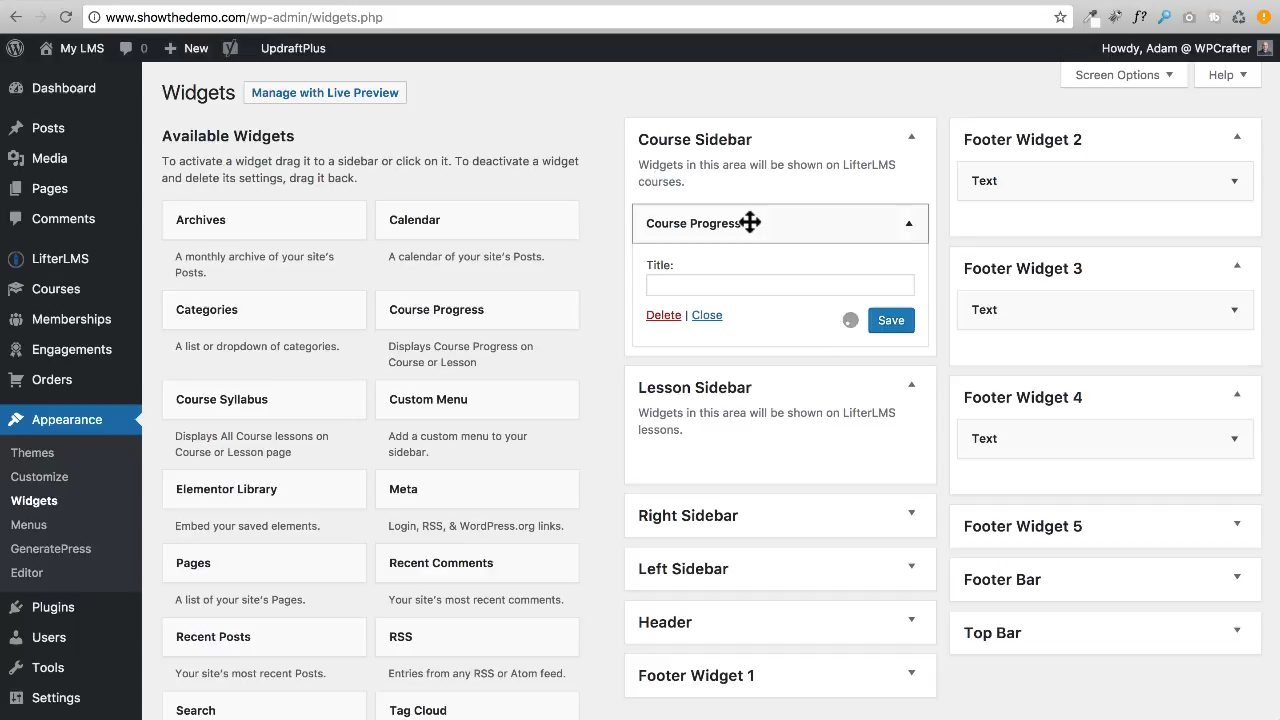 www.showthedemo.com/wp-admin/widgets.php
My LMS
0
New
UpdraftPlus
Howdy, Adam @ WPCrafter
Dashboard
Posts
Media
Pages
Comments
LifterLMS
Courses
Memberships
Engagements
Orders
Appearance
Themes
Customize
Widgets
Menus
GeneratePress
Editor
Plugins
Users
Tools
Settings
Screen Options
Help
Widgets
Manage with Live Preview
Available Widgets
To activate a widget drag it to a sidebar or click on it. To deactivate a widget
and delete its settings, drag it back.
Archives
A monthly archive of your site's
Posts.
Calendar
A calendar of your site's Posts.
Categories
A list or dropdown of categories.
Course Progress
Displays Course Progress on
Course or Lesson
Course Syllabus
Displays All Course lessons on
Course or Lesson page
Custom Menu
Add a custom menu to your
sidebar.
Elementor Library
Embed your saved elements.
Meta
Login, RSS, & WordPress.org links.
Pages
A list of your site's Pages.
Recent Comments
Your site's most recent comments.
Recent Posts
Your site's most recent Posts.
RSS
Entries from any RSS or Atom feed.
Search
Tag Cloud
Course Sidebar
Widgets in this area will be shown on LifterLMS
courses.
Course Progress
Title:
Delete | Close
Save
Lesson Sidebar
Widgets in this area will be shown on LifterLMS
lessons.
Right Sidebar
Left Sidebar
Header
Footer Widget 1
Footer Widget 2
Text
Footer Widget 3
Text
Footer Widget 4
Text
Footer Widget 5
Footer Bar
Top Bar